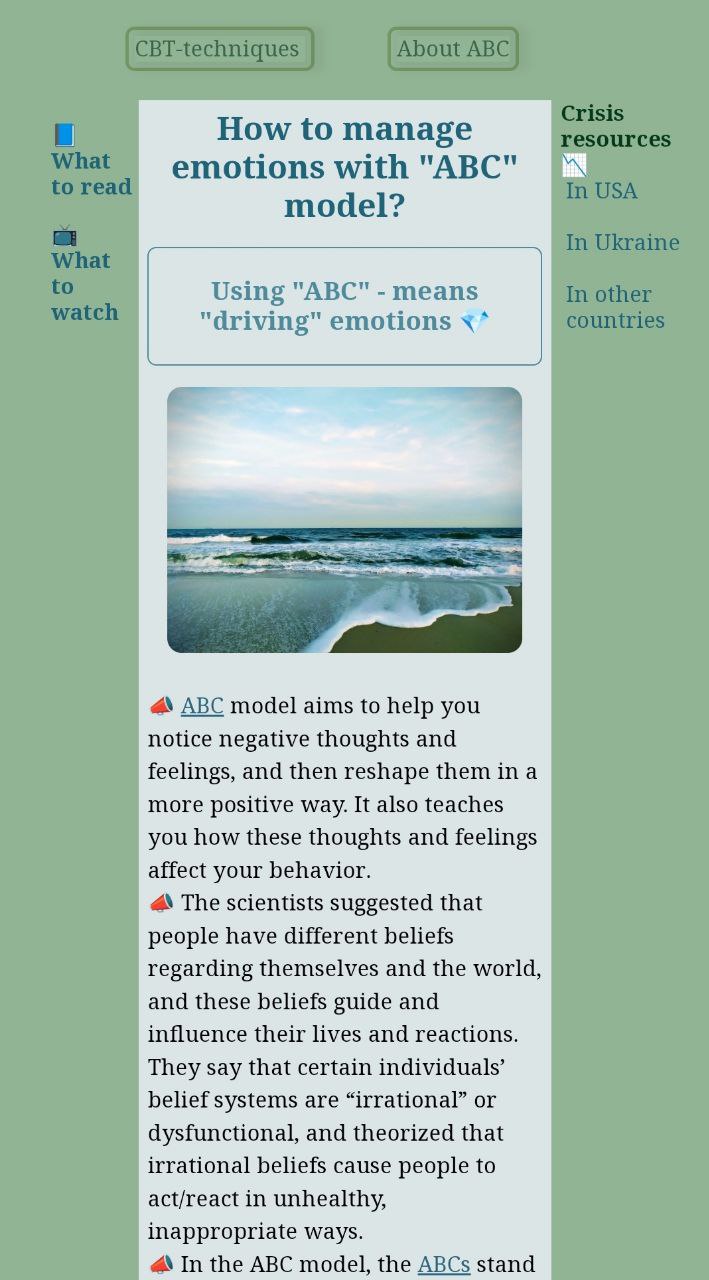 CBT-techniques
About ABC
📘
What
to read
📺
What
to
watch
How to manage
emotions with "ABC"
model?
Using "ABC" - means
"driving" emotions 💎
📣 ABC model aims to help you
notice negative thoughts and
feelings, and then reshape them in a
more positive way. It also teaches
you how these thoughts and feelings
affect your behavior.
📣 The scientists suggested that
people have different beliefs
regarding themselves and the world,
and these beliefs guide and
influence their lives and reactions.
They say that certain individuals’
belief systems are “irrational” or
dysfunctional, and theorized that
irrational beliefs cause people to
act/react in unhealthy,
inappropriate ways.
📣 In the ABC model, the ABCs stand
Crisis
resources
📉
In USA
In Ukraine
In other
countries